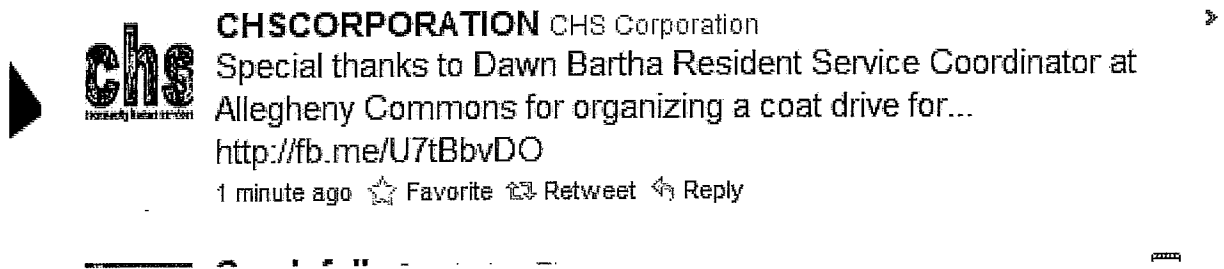 CHSCORPORATION CHS Corporation
chs
Special thanks to Dawn Bartha Resident Service Coordinator at
Allegheny Commons for organizing a coat drive for...
http://fb.me/U7tBbvDO
1 minute ago Favorite Retweet Reply